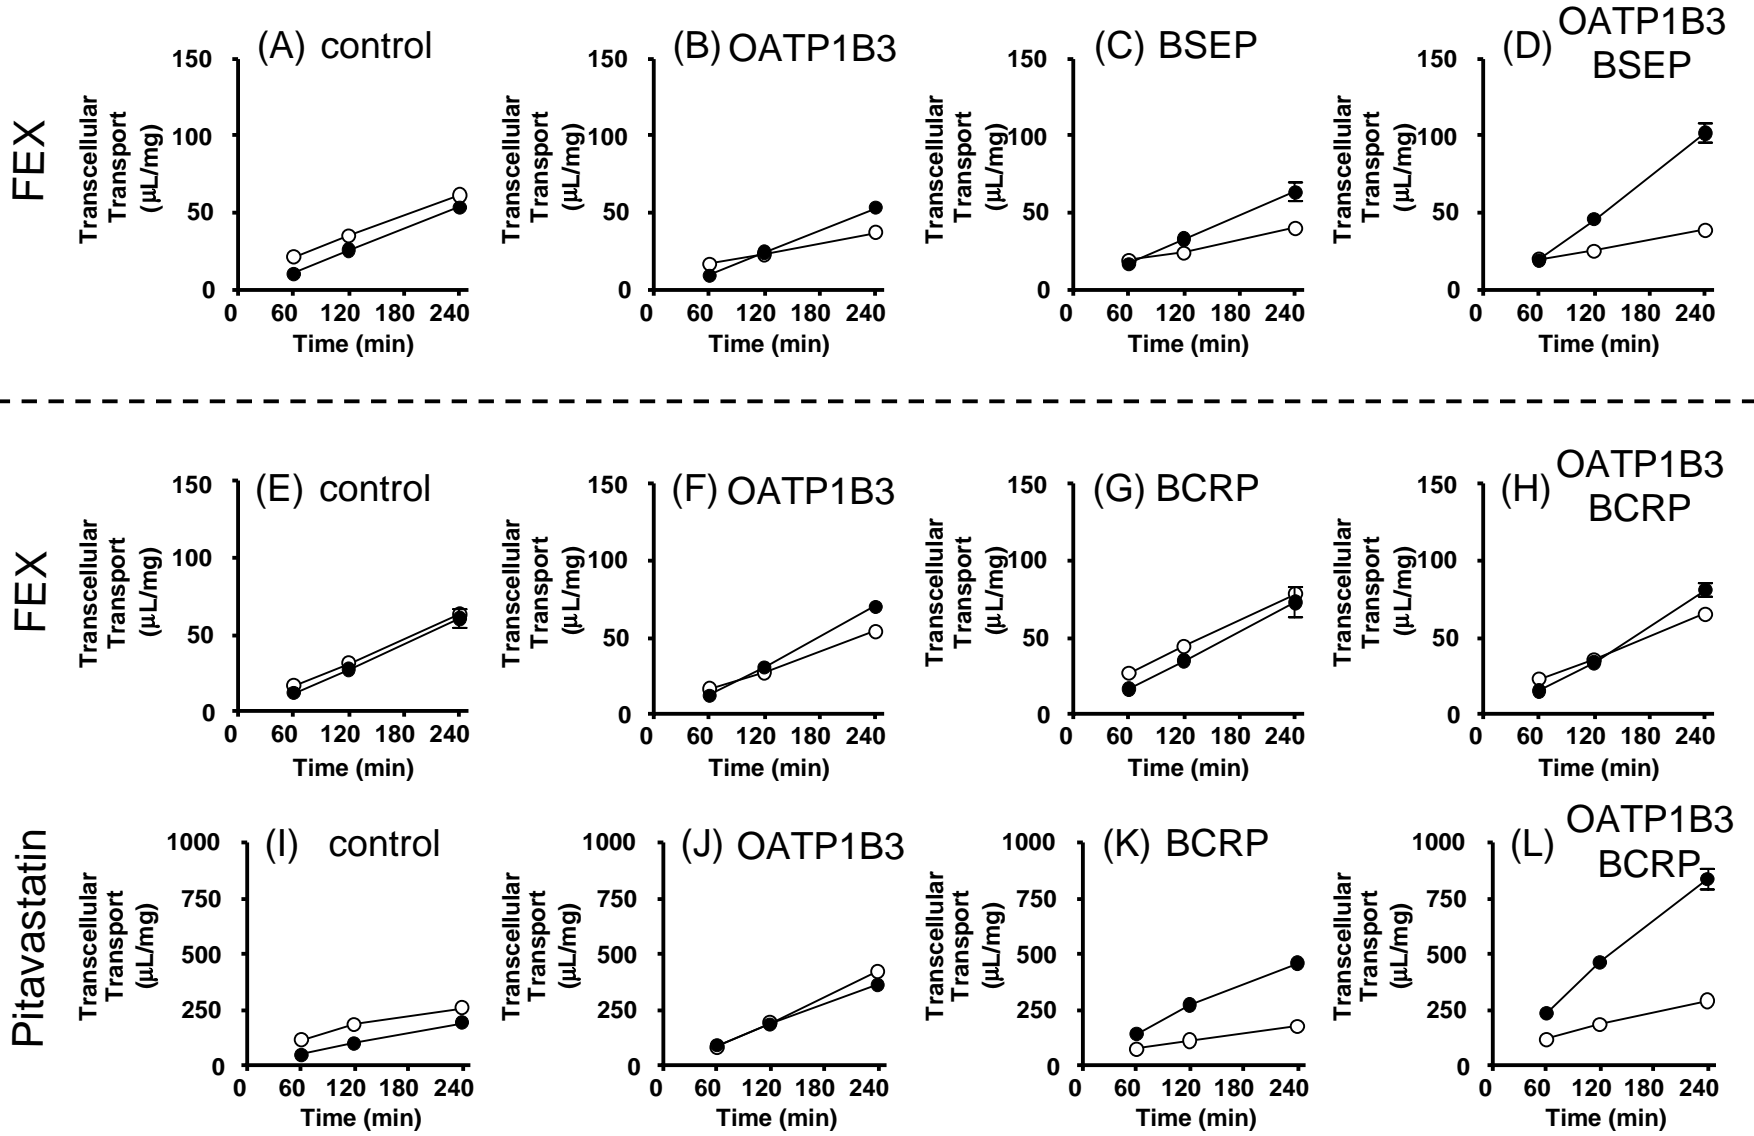 FEX
(A) control
Transcellular
Transport
(µL/mg)
150
100
50
0
0 60 120 180 240
Time (min)
(B) OATP1B3
Transcellular
Transport
(µL/mg)
150
100
50
0
0 60 120 180 240
Time (min)
(C) BSEP
Transcellular
Transport
(µL/mg)
150
100
50
0
0 60 120 180 240
Time (min)
(D) OATP1B3
BSEP
Transcellular
Transport
(µL/mg)
150
100
50
0
0 60 120 180 240
Time (min)
FEX
(E) control
Transcellular
Transport
(µL/mg)
150
100
50
0
0 60 120 180 240
Time (min)
(F) OATP1B3
Transcellular
Transport
(µL/mg)
150
100
50
0
0 60 120 180 240
Time (min)
(G) BCRP
Transcellular
Transport
(µL/mg)
150
100
50
0
0 60 120 180 240
Time (min)
(H) OATP1B3
BCRP
Transcellular
Transport
(µL/mg)
150
100
50
0
0 60 120 180 240
Time (min)
Pitavastatin
(I) control
Transcellular
Transport
(µL/mg)
1000
750
500
250
0
0 60 120 180 240
Time (min)
(J) OATP1B3
Transcellular
Transport
(µL/mg)
1000
750
500
250
0
0 60 120 180 240
Time (min)
(K) BCRP
Transcellular
Transport
(µL/mg)
1000
750
500
250
0
0 60 120 180 240
Time (min)
(L) OATP1B3
BCRP
Transcellular
Transport
(µL/mg)
1000
750
500
250
0
0 60 120 180 240
Time (min)